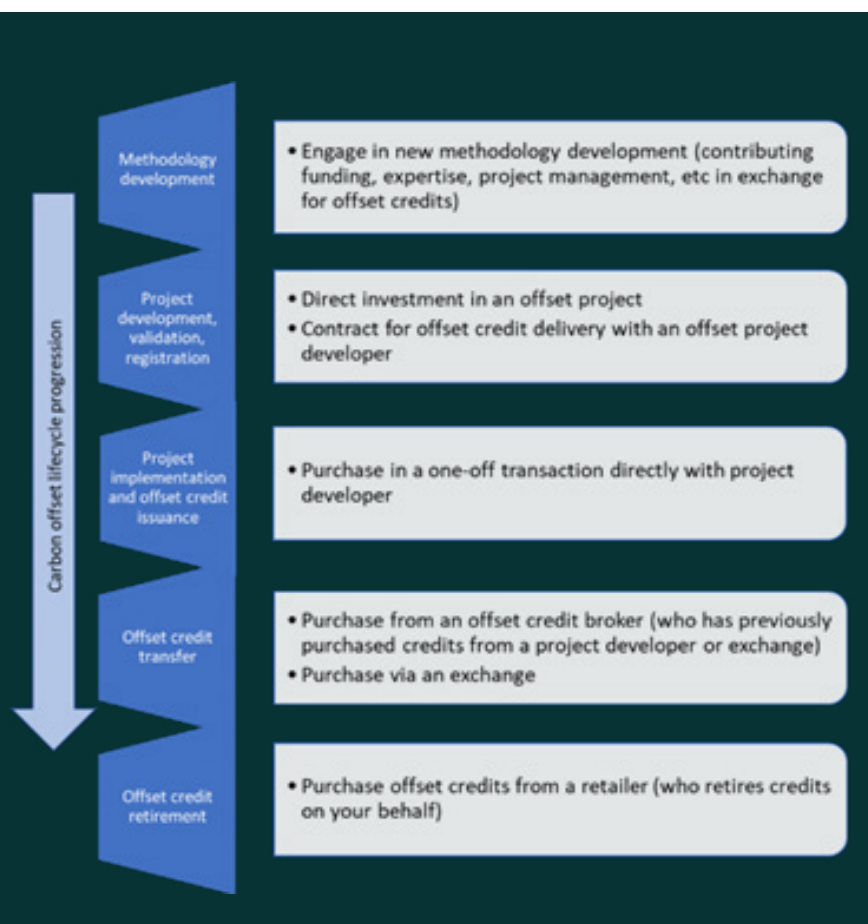 Carbon offset lifecycle progression
Methodology
development
• Engage in new methodology development (contributing
funding, expertise, project management, etc in exchange
for offset credits)
Project
development,
validation,
registration
• Direct investment in an offset project
• Contract for offset credit delivery with an offset project
developer
Project
implementation
and offset credit
issuance
• Purchase in a one-off transaction directly with project
developer
Offset credit
transfer
• Purchase from an offset credit broker (who has previously
purchased credits from a project developer or exchange)
• Purchase via an exchange
Offset credit
retirement
• Purchase offset credits from a retailer (who retires credits
on your behalf)